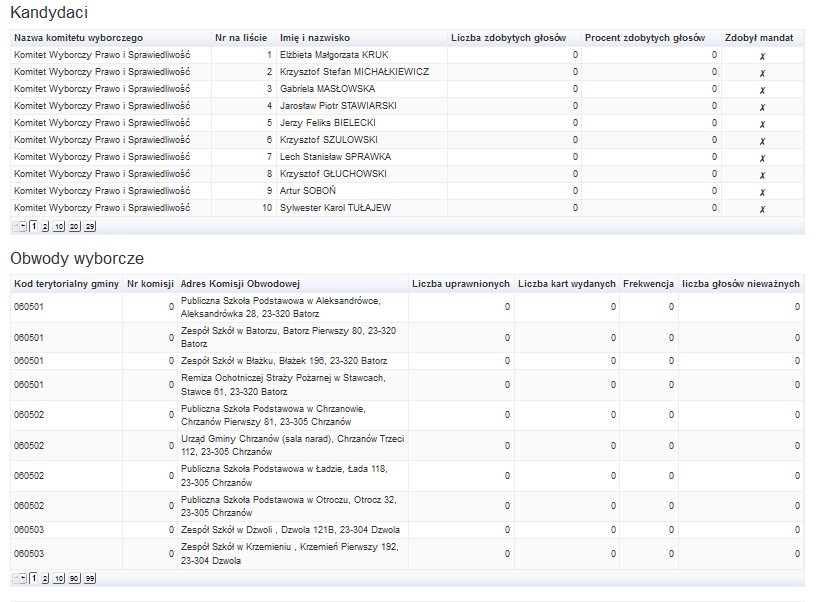 Kandydaci
Nazwa komitetu wyborczego Nr na liście Imię i nazwisko Liczba zdobytych głosów Procent zdobytych głosów Zdobył mandat
Komitet Wyborczy Prawo i Sprawiedliwość 1 Elżbieta Małgorzata KRUK 0 0 ✗
Komitet Wyborczy Prawo i Sprawiedliwość 2 Krzysztof Stefan MICHAŁKIEWICZ 0 0 ✗
Komitet Wyborczy Prawo i Sprawiedliwość 3 Gabriela MASŁOWSKA 0 0 ✗
Komitet Wyborczy Prawo i Sprawiedliwość 4 Jarosław Piotr STAWIARSKI 0 0 ✗
Komitet Wyborczy Prawo i Sprawiedliwość 5 Jerzy Feliks BIELECKI 0 0 ✗
Komitet Wyborczy Prawo i Sprawiedliwość 6 Krzysztof SZULOWSKI 0 0 ✗
Komitet Wyborczy Prawo i Sprawiedliwość 7 Lech Stanisław SPRAWKA 0 0 ✗
Komitet Wyborczy Prawo i Sprawiedliwość 8 Krzysztof GŁUCHOWSKI 0 0 ✗
Komitet Wyborczy Prawo i Sprawiedliwość 9 Artur SOBOŃ 0 0 ✗
Komitet Wyborczy Prawo i Sprawiedliwość 10 Sylwester Karol TUŁAJEW 0 0 ✗
1 2 10 20 29
Obwody wyborcze
Kod terytorialny gminy Nr komisji Adres Komisji Obwodowej Liczba uprawnionych Liczba kart wydanych Frekwencja liczba głosów nieważnych
060501 0 Publiczna Szkoła Podstawowa w Aleksandrówce, 0 0 0 0
Aleksandrówka 28, 23-320 Batorz
060501 0 Zespół Szkół w Batorzu, Batorz Pierwszy 80, 23-320 0 0 0 0
Batorz
060501 0 Zespół Szkół w Błażku, Błażek 196, 23-320 Batorz 0 0 0 0
060501 0 Remiza Ochotniczej Straży Pożarnej w Stawcach, 0 0 0 0
Stawce 61, 23-320 Batorz
060502 0 Publiczna Szkoła Podstawowa w Chrzanowie, 0 0 0 0
Chrzanów Pierwszy 81, 23-305 Chrzanów
060502 0 Urząd Gminy Chrzanów (sala narad), Chrzanów Trzeci 0 0 0 0
112, 23-305 Chrzanów
060502 0 Publiczna Szkoła Podstawowa w Ładzie, Łada 118, 0 0 0 0
23-305 Chrzanów
060502 0 Publiczna Szkoła Podstawowa w Otroczu, Otrocz 32, 0 0 0 0
23-305 Chrzanów
060503 0 Zespół Szkół w Dzwoli , Dzwola 121B, 23-304 Dzwola 0 0 0 0
060503 0 Zespół Szkół w Krzemieniu , Krzemień Pierwszy 192, 0 0 0 0
23-304 Dzwola
1 2 10 90 99